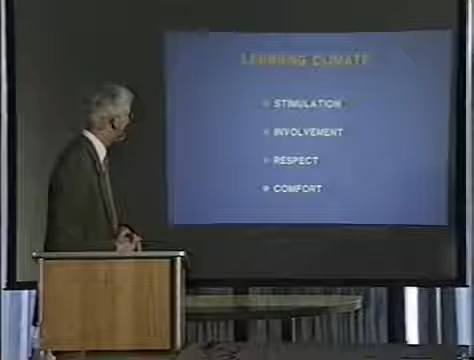 LEARNING CLIMATE
STIMULATION
INVOLVEMENT
RESPECT
COMFORT